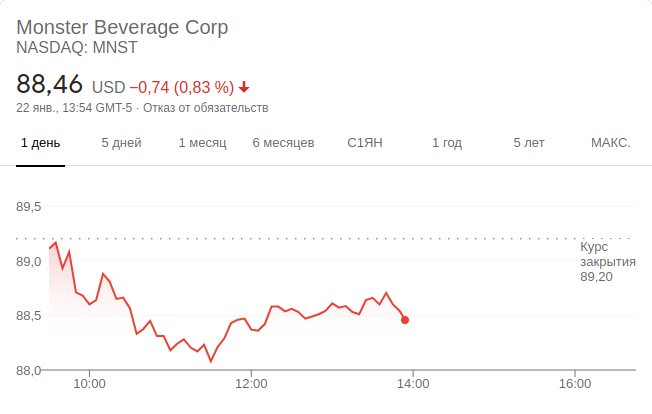 Monster Beverage Corp
NASDAQ: MNST
88,46 USD −0,74 (0,83 %)
22 янв., 13:54 GMT-5 · Отказ от обязательств
1 день 5 дней 1 месяц 6 месяцев С1ЯН 1 год 5 лет МАКС.
89,5
Курс
закрытия
89,20
89,0
88,5
88,0
10:00 12:00 14:00 16:00